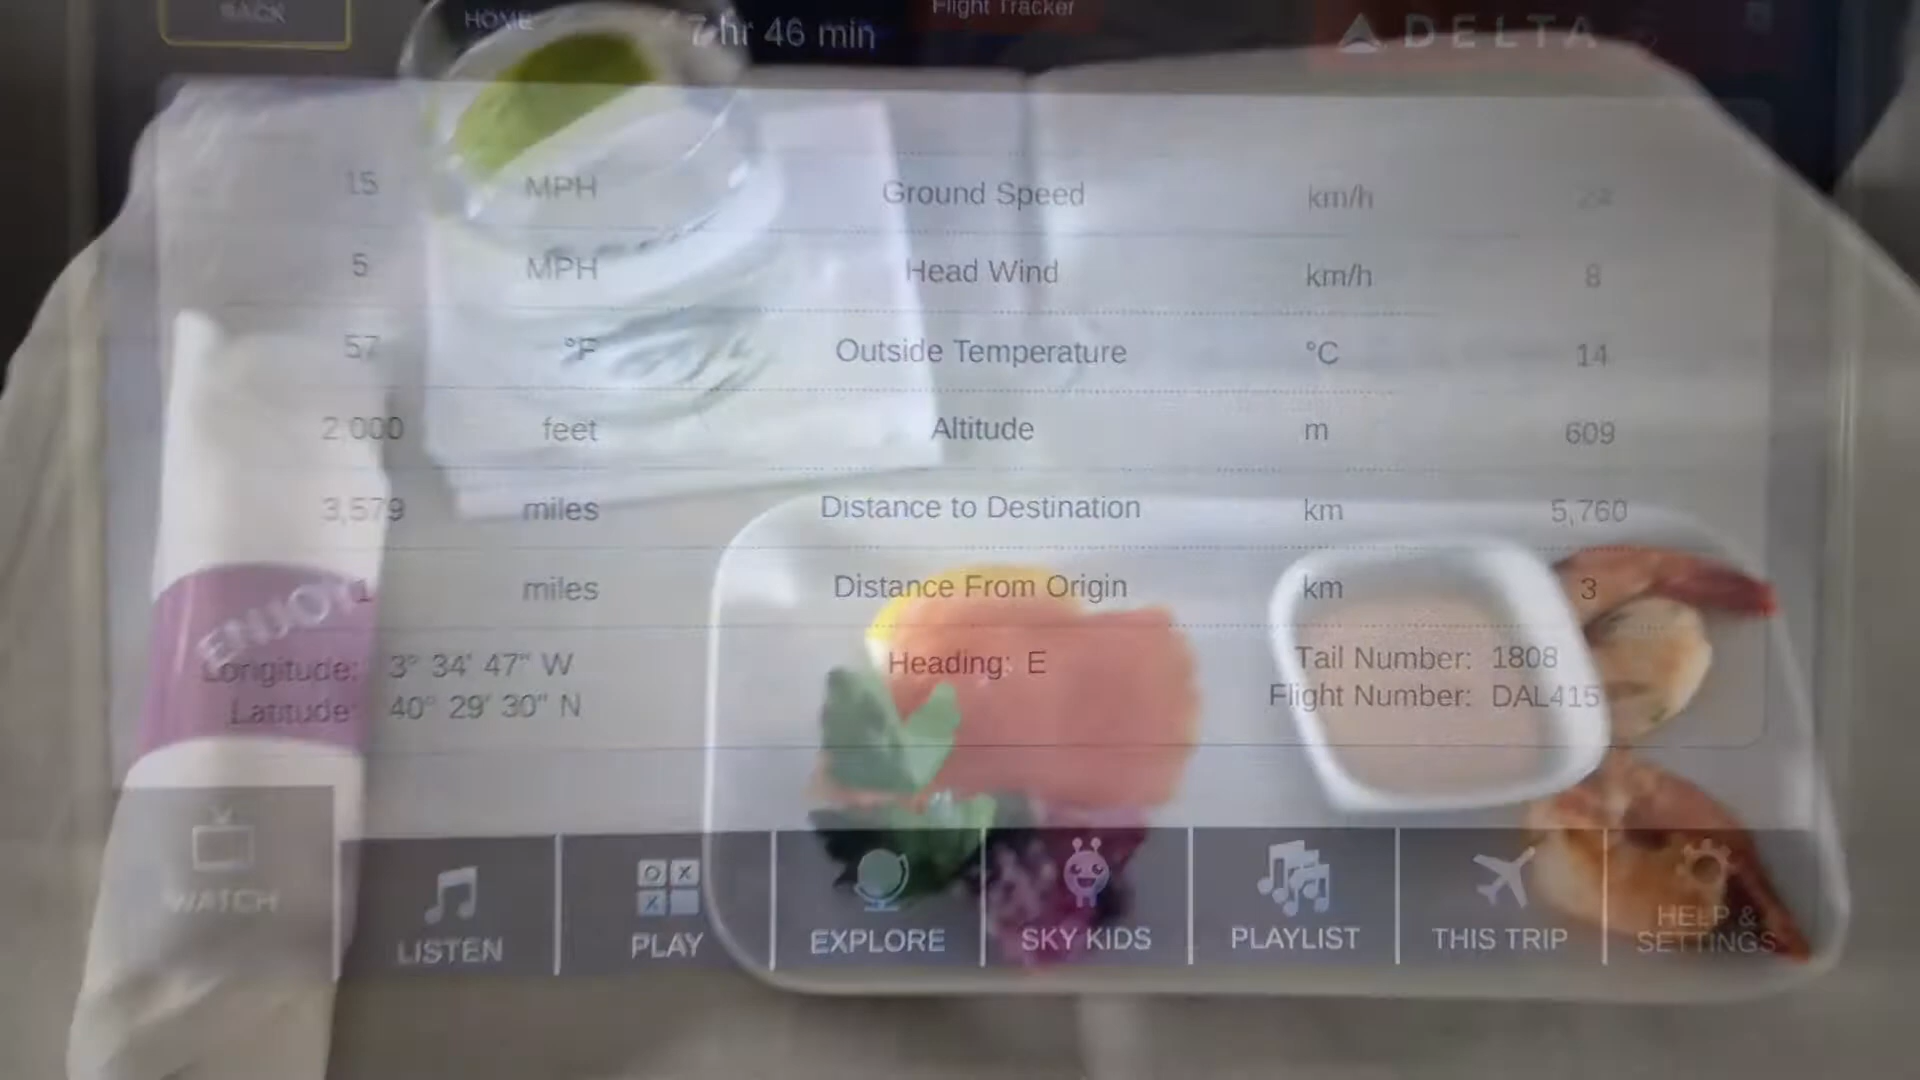 BACK
HOME
7 hr 46 min
Flight Tracker
DELTA
15 MPH Ground Speed km/h 24
5 MPH Head Wind km/h 8
57 °F Outside Temperature °C 14
2,000 feet Altitude m 609
3,579 miles Distance to Destination km 5,760
1 miles Distance From Origin km 3
ENJOY
Longitude: 3° 34' 47" W
Latitude: 40° 29' 30" N
Heading: E
Tail Number: 1808
Flight Number: DAL415
WATCH
LISTEN
PLAY
EXPLORE
SKY KIDS
PLAYLIST
THIS TRIP
HELP &
SETTINGS